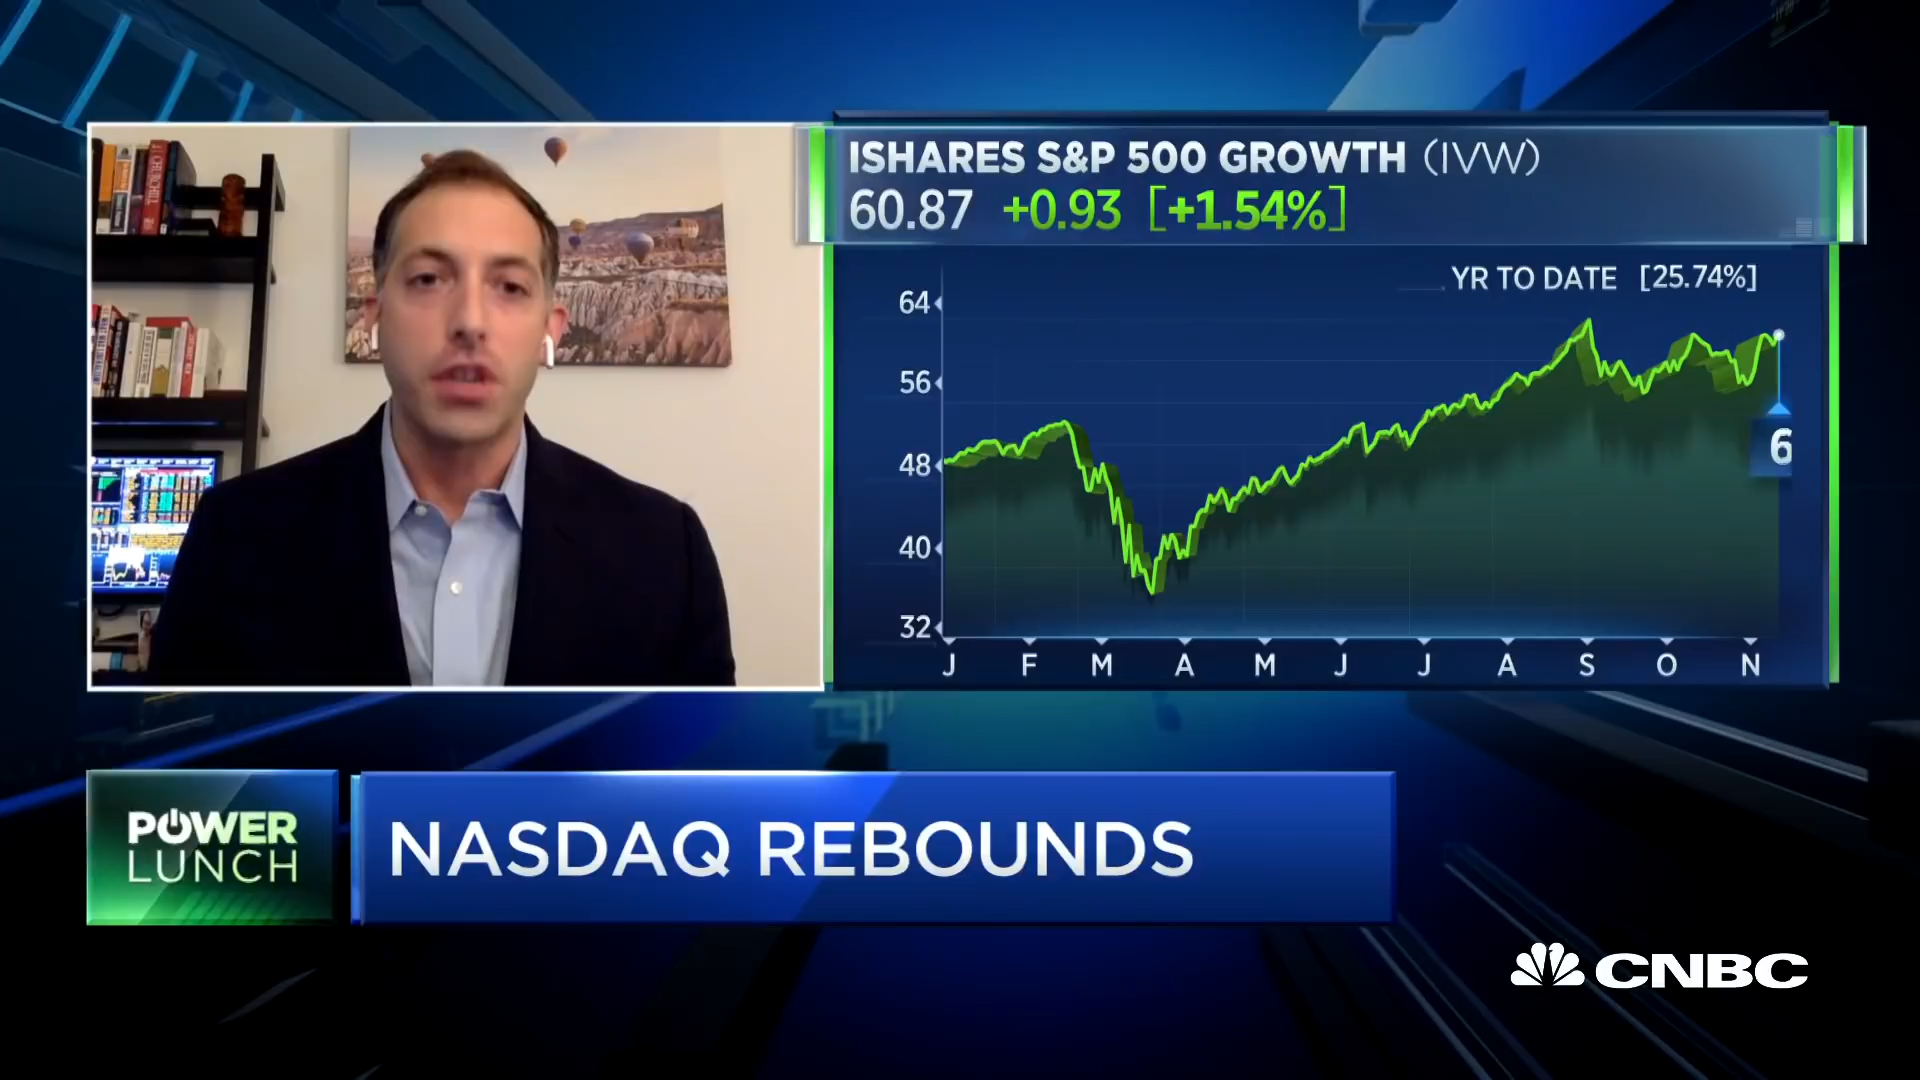 CHURCHILL
ISHARES S&P 500 GROWTH (IVW)
60.87 +0.93 [+1.54%]
YR TO DATE [25.74%]
64
56
48
40
32
6
J F M A M J J A S O N
POWER
LUNCH
NASDAQ REBOUNDS
CNBC